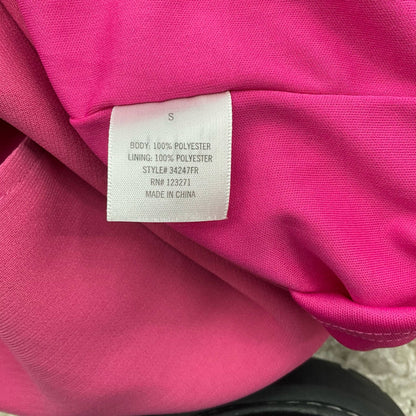 S
BODY: 100% POLYESTER
LINING: 100% POLYESTER
STYLE# 34247FR
RN# 123271
MADE IN CHINA